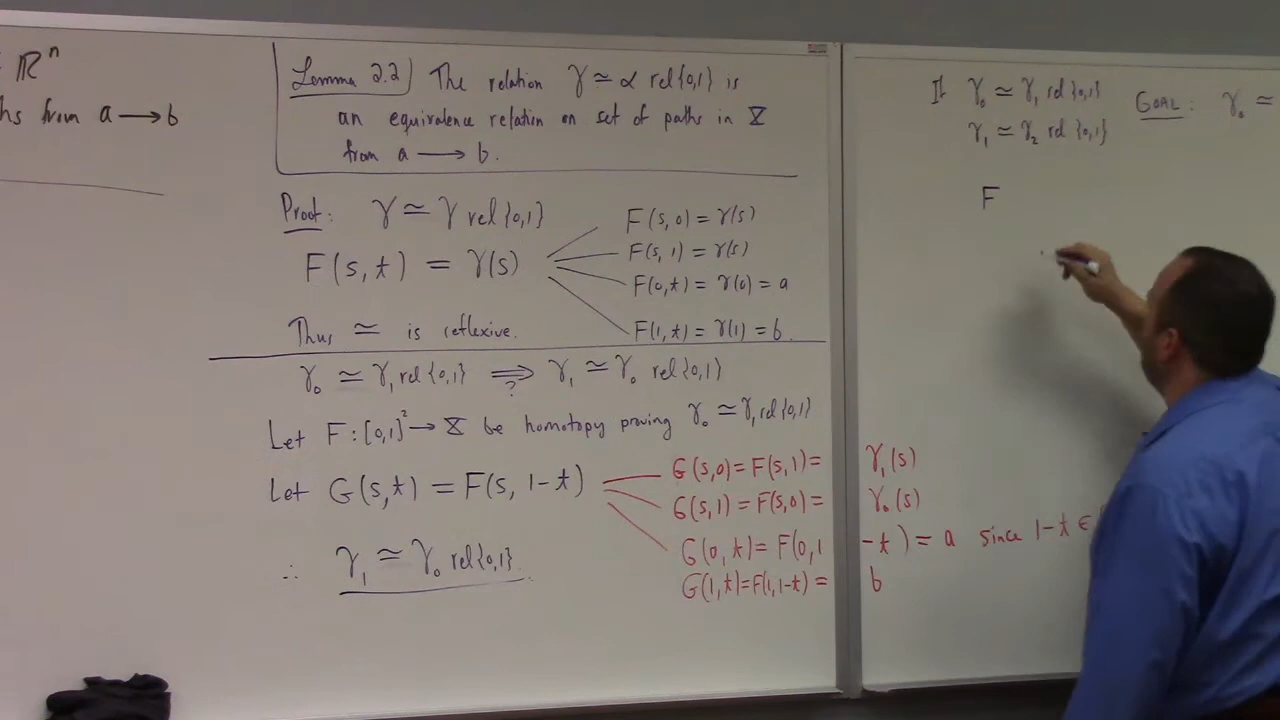 ℝⁿ
from a → b
Lemma 2.2) The relation γ ≃ α rel{0,1} is
an equivalence relation on set of paths in X
from a → b.
Proof: γ ≃ γ rel{0,1}
F(s,t) = γ(s)
F(s,0) = γ(s)
F(s,1) = γ(s)
F(0,t) = γ(0) = a
F(1,t) = γ(1) = b.
Thus ≃ is reflexive.
γ₀ ≃ γ₁ rel{0,1} ⟹? γ₁ ≃ γ₀ rel{0,1}
Let F:[0,1]² → X be homotopy proving γ₀ ≃ γ₁ rel{0,1}
Let G(s,t) = F(s,1-t)
G(s,0) = F(s,1) = γ₁(s)
G(s,1) = F(s,0) = γ₀(s)
G(0,t) = F(0,1-t) = a since 1-t ∈
G(1,t) = F(1,1-t) = b
∴ γ₁ ≃ γ₀ rel{0,1}.
If γ₀ ≃ γ₁ rel{0,1}
γ₁ ≃ γ₂ rel{0,1}
GOAL: γ₀ ≃
F